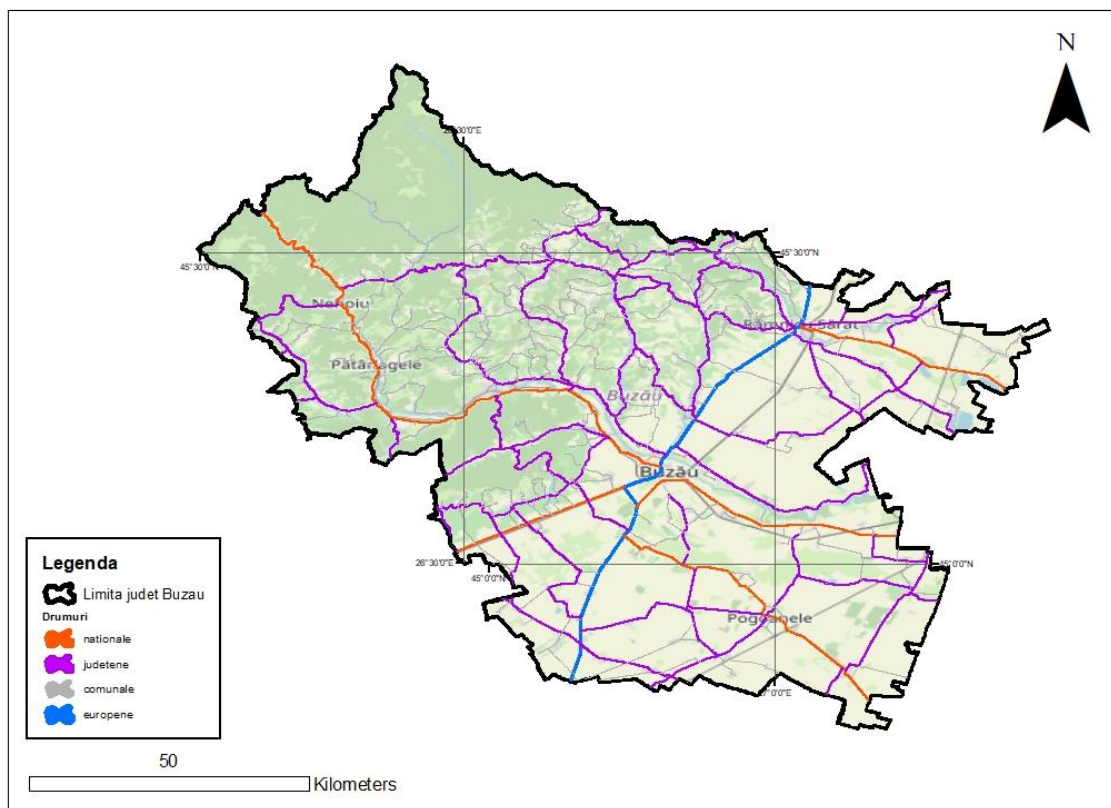 N
26°30'0"E
45°30'0"N
45°30'0"N
Nehoiu
Râmnicu Sărat
Pătârlagele
Buzău
Buzău
26°30'0"E
45°0'0"N
45°0'0"N
Pogoanele
27°0'0"E
Legenda
Limita judet Buzau
Drumuri
nationale
judetene
comunale
europene
50
Kilometers